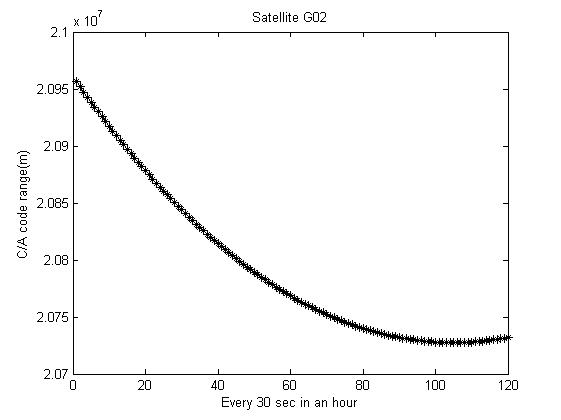 Satellite G02
x 10^7
2.1
2.095
2.09
2.085
2.08
2.075
2.07
C/A code range(m)
0 20 40 60 80 100 120
Every 30 sec in an hour